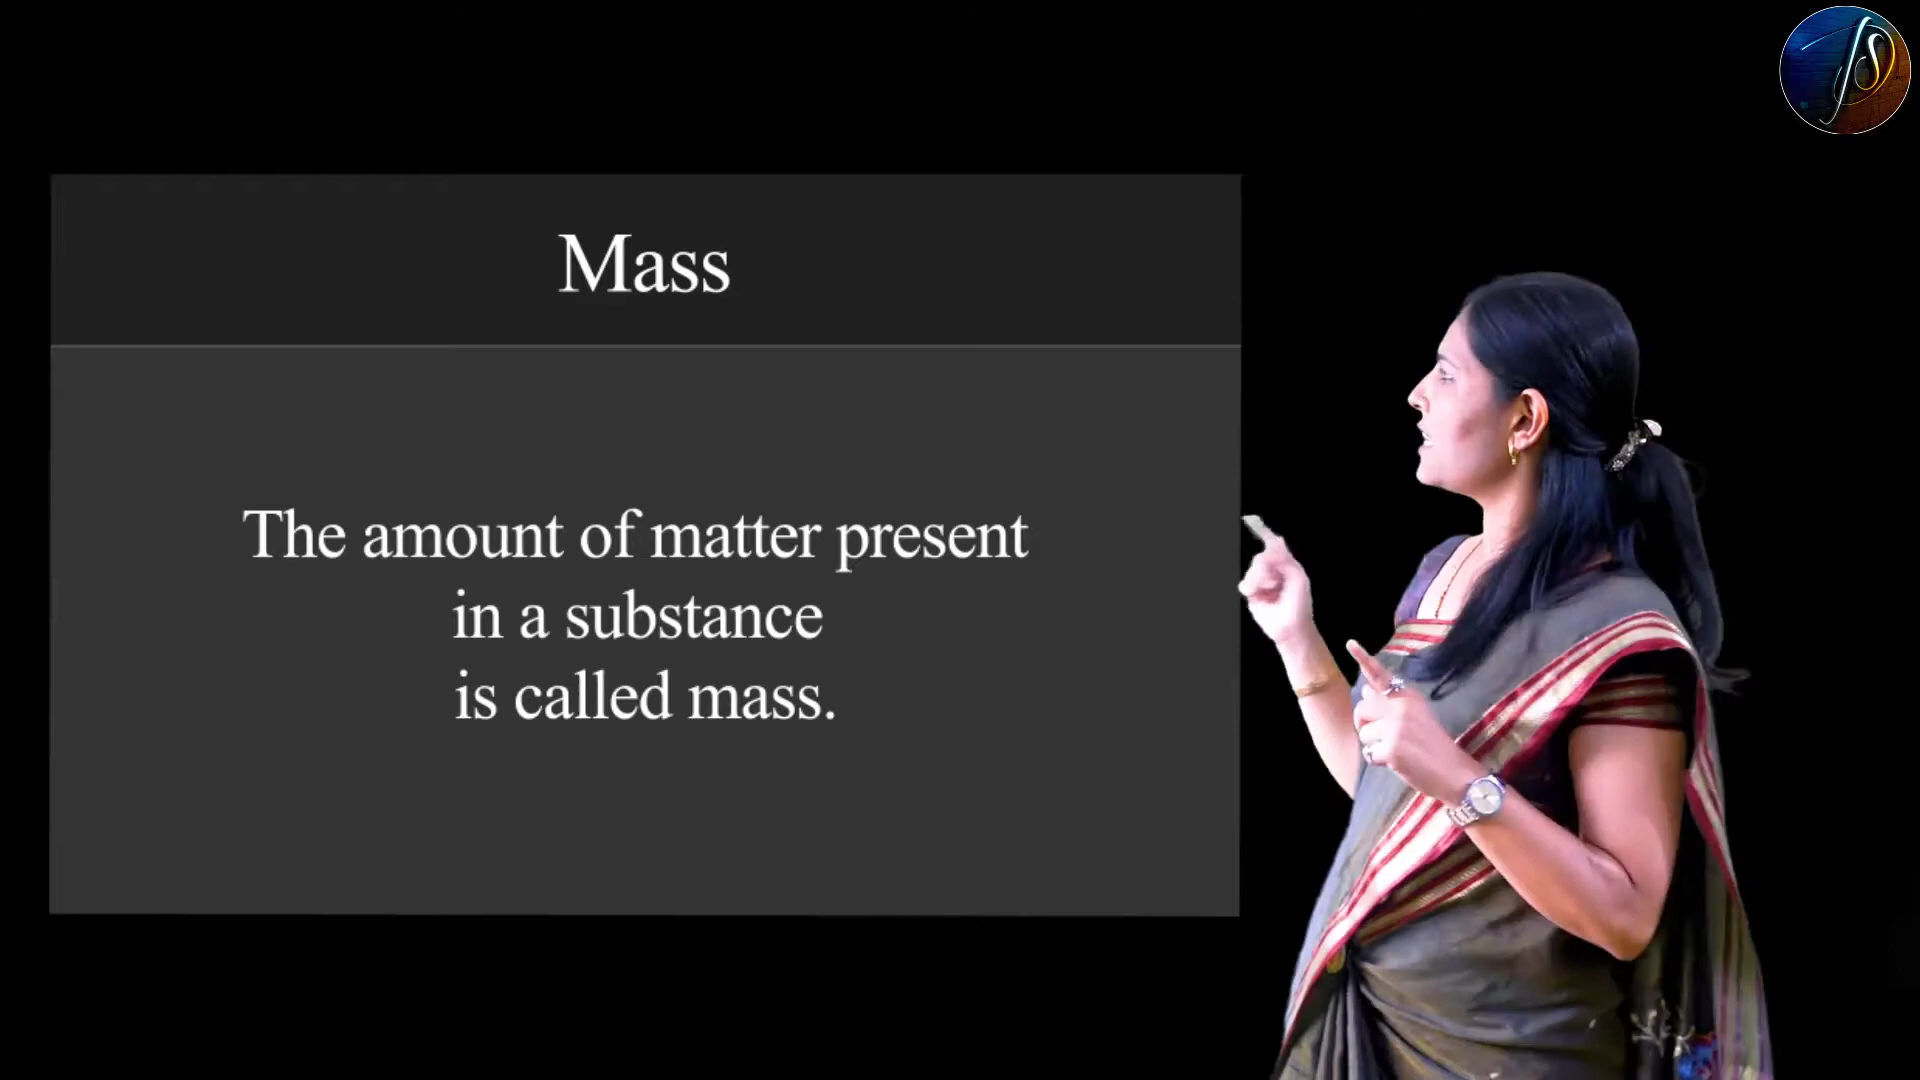 Mass
The amount of matter present
in a substance
is called mass.